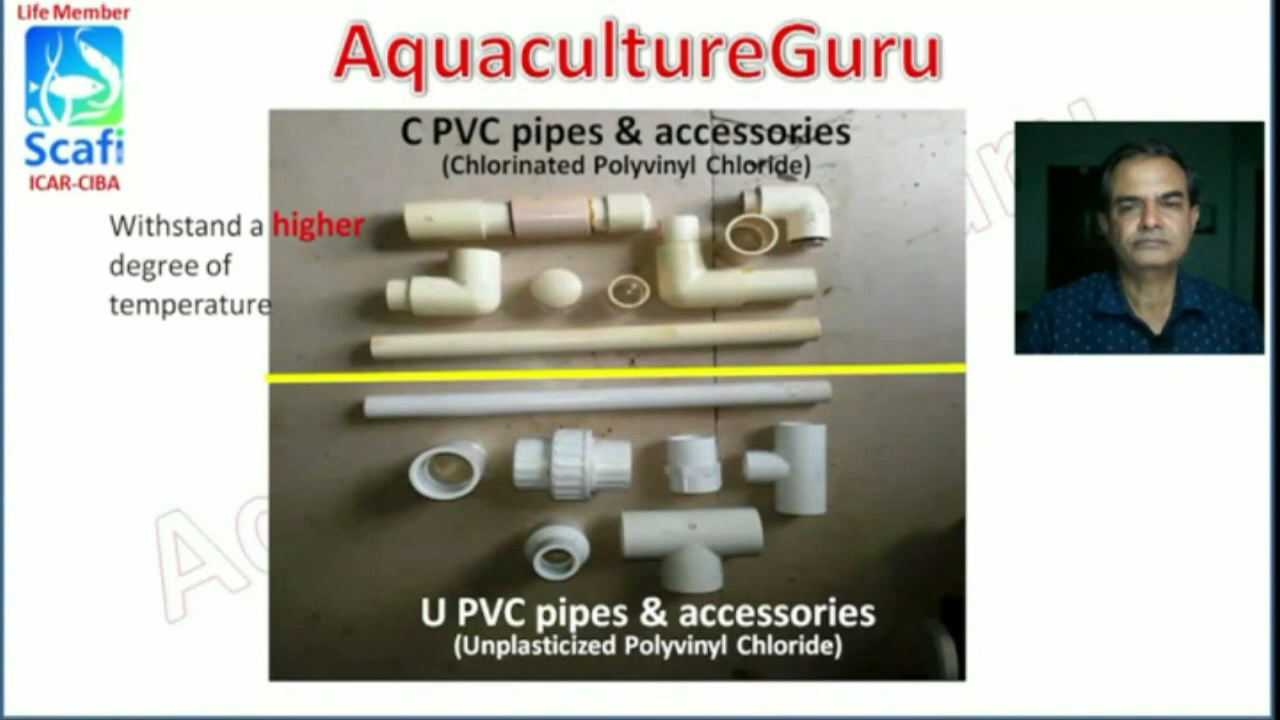 Life Member
Scafi
ICAR-CIBA
AquacultureGuru
C PVC pipes & accessories
(Chlorinated Polyvinyl Chloride)
Withstand a higher
degree of
temperature
U PVC pipes & accessories
(Unplasticized Polyvinyl Chloride)